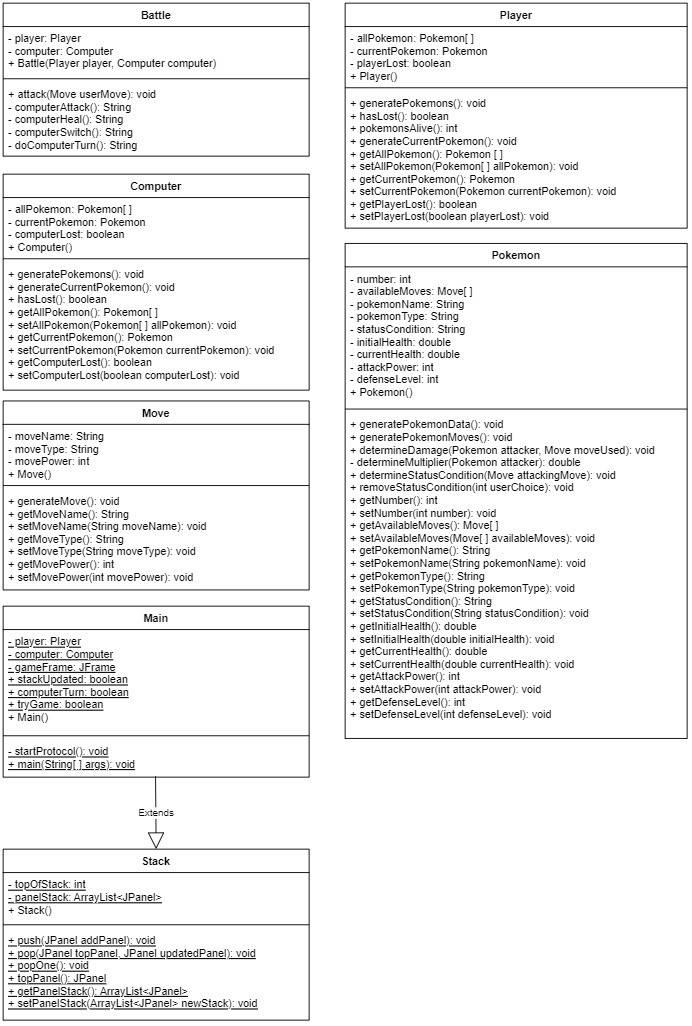 Battle
- player: Player
- computer: Computer
+ Battle(Player player, Computer computer)
+ attack(Move userMove): void
- computerAttack(): String
- computerHeal(): String
- computerSwitch(): String
- doComputerTurn(): String
Computer
- allPokemon: Pokemon[ ]
- currentPokemon: Pokemon
- computerLost: boolean
+ Computer()
+ generatePokemons(): void
+ generateCurrentPokemon(): void
+ hasLost(): boolean
+ getAllPokemon(): Pokemon[ ]
+ setAllPokemon(Pokemon[ ] allPokemon): void
+ getCurrentPokemon(): Pokemon
+ setCurrentPokemon(Pokemon currentPokemon): void
+ getComputerLost(): boolean
+ setComputerLost(boolean computerLost): void
Move
- moveName: String
- moveType: String
- movePower: int
+ Move()
+ generateMove(): void
+ getMoveName(): String
+ setMoveName(String moveName): void
+ getMoveType(): String
+ setMoveType(String moveType): void
+ getMovePower(): int
+ setMovePower(int movePower): void
Main
- player: Player
- computer: Computer
- gameFrame: JFrame
+ stackUpdated: boolean
+ computerTurn: boolean
+ tryGame: boolean
+ Main()
- startProtocol(): void
+ main(String[ ] args): void
Extends
Stack
- topOfStack: int
- panelStack: ArrayList<JPanel>
+ Stack()
+ push(JPanel addPanel): void
+ pop(JPanel topPanel, JPanel updatedPanel): void
+ popOne(): void
+ topPanel(): JPanel
+ getPanelStack(): ArrayList<JPanel>
+ setPanelStack(ArrayList<JPanel> newStack): void
Player
- allPokemon: Pokemon[ ]
- currentPokemon: Pokemon
- playerLost: boolean
+ Player()
+ generatePokemons(): void
+ hasLost(): boolean
+ pokemonsAlive(): int
+ generateCurrentPokemon(): void
+ getAllPokemon(): Pokemon [ ]
+ setAllPokemon(Pokemon[ ] allPokemon): void
+ getCurrentPokemon(): Pokemon
+ setCurrentPokemon(Pokemon currentPokemon): void
+ getPlayerLost(): boolean
+ setPlayerLost(boolean playerLost): void
Pokemon
- number: int
- availableMoves: Move[ ]
- pokemonName: String
- pokemonType: String
- statusCondition: String
- initialHealth: double
- currentHealth: double
- attackPower: int
- defenseLevel: int
+ Pokemon()
+ generatePokemonData(): void
+ generatePokemonMoves(): void
+ determineDamage(Pokemon attacker, Move moveUsed): void
- determineMultiplier(Pokemon attacker): double
+ determineStatusCondition(Move attackingMove): void
+ removeStatusCondition(int userChoice): void
+ getNumber(): int
+ setNumber(int number): void
+ getAvailableMoves(): Move[ ]
+ setAvailableMoves(Move[ ] availableMoves): void
+ getPokemonName(): String
+ setPokemonName(String pokemonName): void
+ getPokemonType(): String
+ setPokemonType(String pokemonType): void
+ getStatusCondition(): String
+ setStatusCondition(String statusCondition): void
+ getInitialHealth(): double
+ setInitialHealth(double initialHealth): void
+ getCurrentHealth(): double
+ setCurrentHealth(double currentHealth): void
+ getAttackPower(): int
+ setAttackPower(int attackPower): void
+ getDefenseLevel(): int
+ setDefenseLevel(int defenseLevel): void